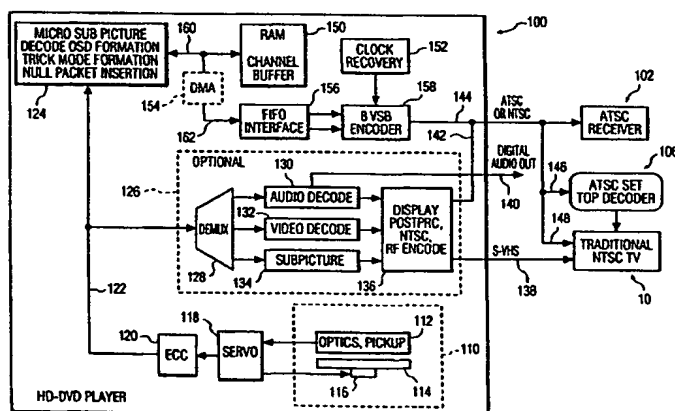 MICRO SUB PICTURE
DECODE OSD FORMATION
TRICK MODE FORMATION
NULL PACKET INSERTION
124
160
RAM
CHANNEL
BUFFER
150
CLOCK
RECOVERY
152
100
DMA
154
162
156
FIFO
INTERFACE
158
8 VSB
ENCODER
144
142
ATSC
OR NTSC
102
ATSC
RECEIVER
106
146
ATSC SET
TOP DECODER
148
TRADITIONAL
NTSC TV
10
DIGITAL
AUDIO OUT
140
S-VHS
138
OPTIONAL
126
130
AUDIO DECODE
132
VIDEO DECODE
SUBPICTURE
134
DEMUX
128
DISPLAY
POSTPRC,
NTSC,
RF ENCODE
136
122
120
ECC
118
SERVO
112
OPTICS, PICKUP
110
114
116
HD-DVD PLAYER